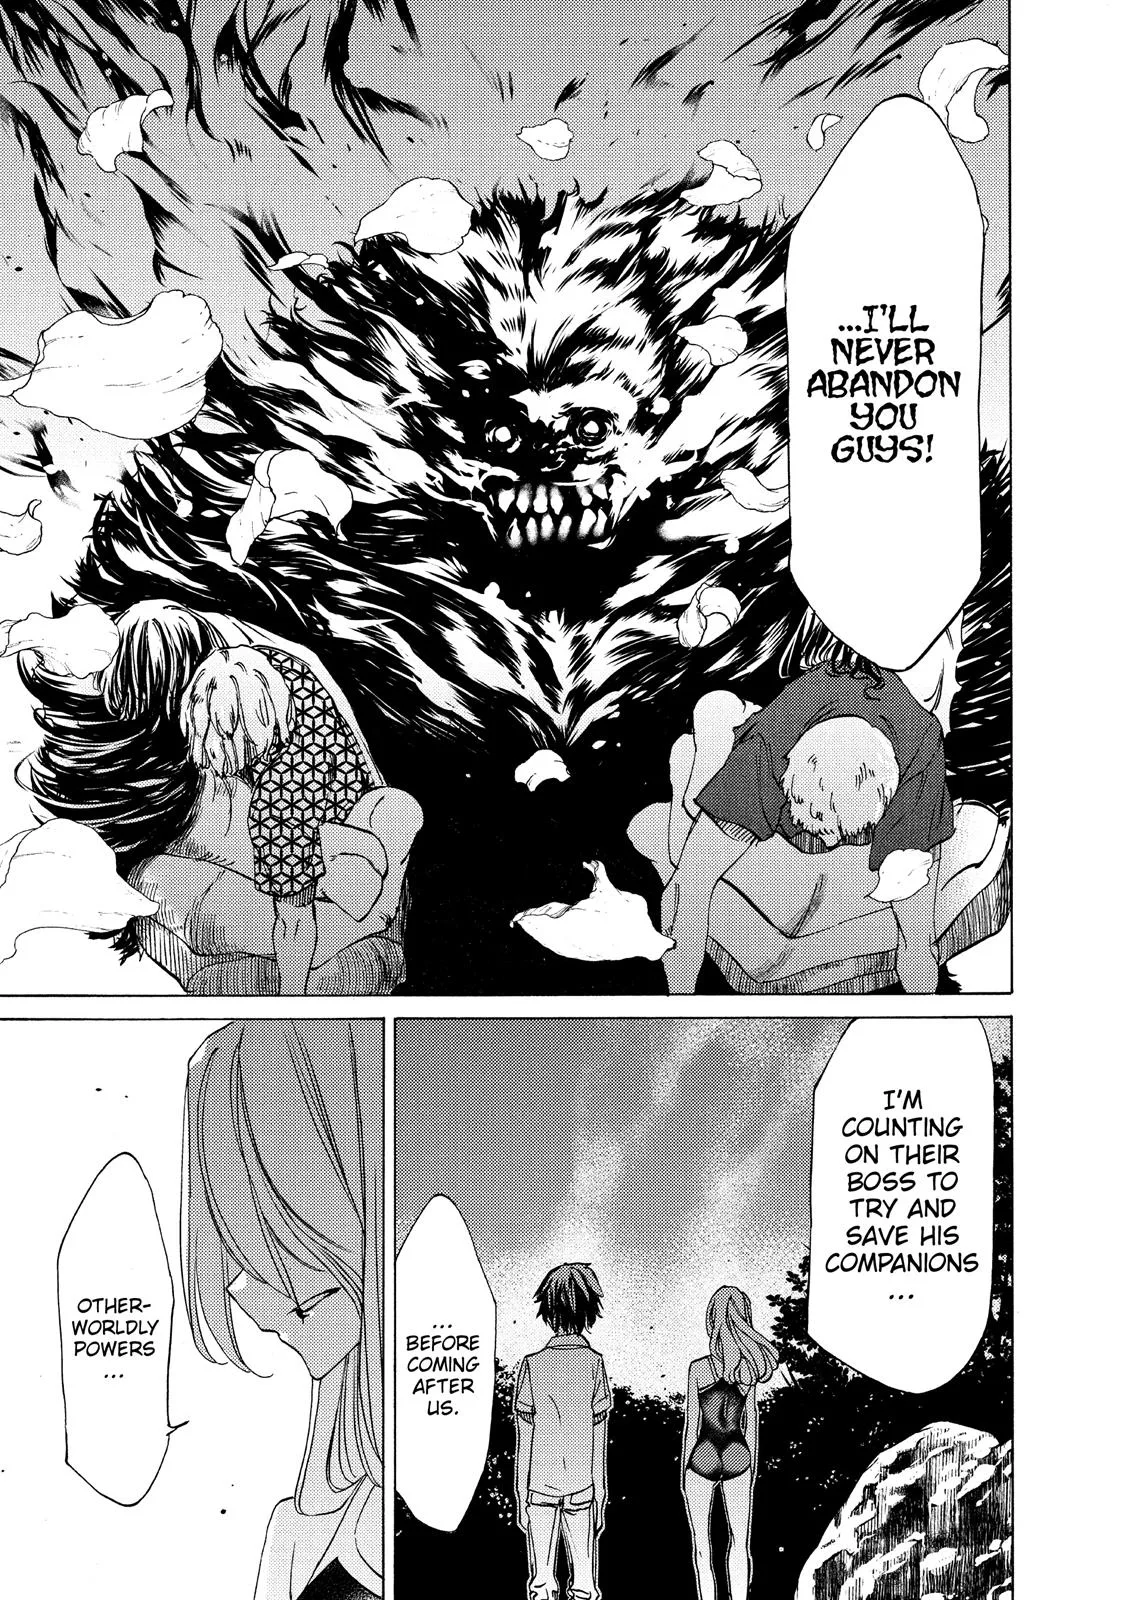 ...I'LL
NEVER
ABANDON
YOU
GUYS!
I'M
COUNTING
ON THEIR
BOSS TO
TRY AND
SAVE HIS
COMPANIONS
...
...
BEFORE
COMING
AFTER
US.
OTHER-
WORLDLY
POWERS
...